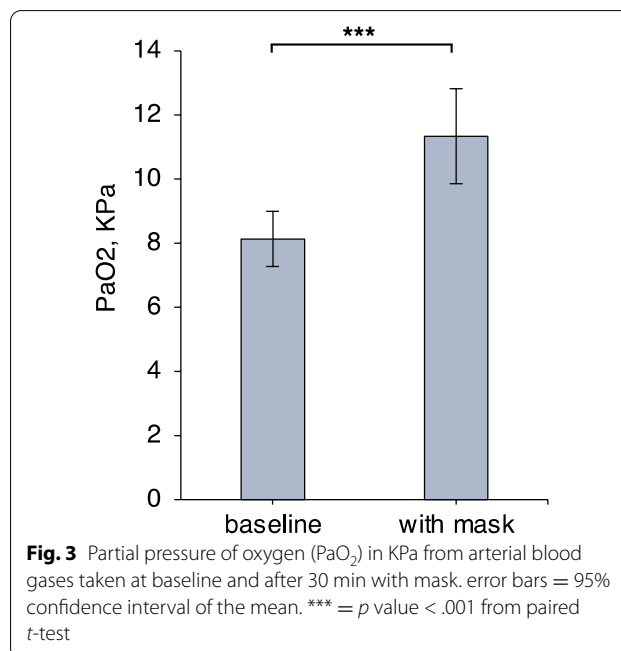 ***
14
12
10
8
6
4
2
0
PaO2, KPa
baseline with mask
Fig. 3 Partial pressure of oxygen (PaO₂) in KPa from arterial blood
gases taken at baseline and after 30 min with mask. error bars = 95%
confidence interval of the mean. *** = p value < .001 from paired
t-test